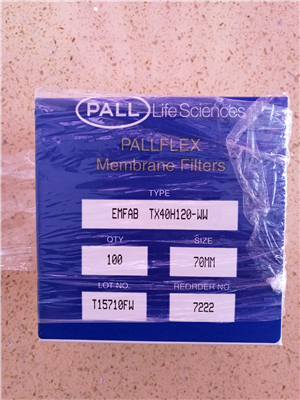 PALL Life Sciences
PALLFLEX
Membrane Filters
TYPE
EMFAB TX40H120-WW
QTY SIZE
100 70MM
LOT NO. REORDER NO.
T15710FW 7222